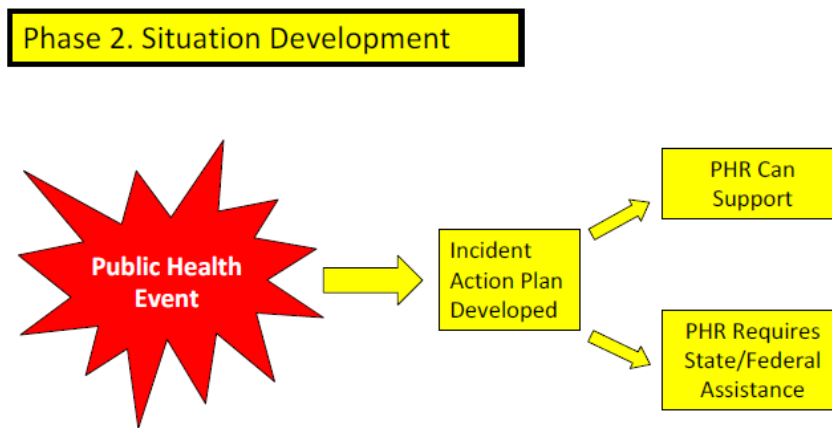 Phase 2. Situation Development
PHR Can
Support
Public Health
Event
Incident
Action Plan
Developed
PHR Requires
State/Federal
Assistance